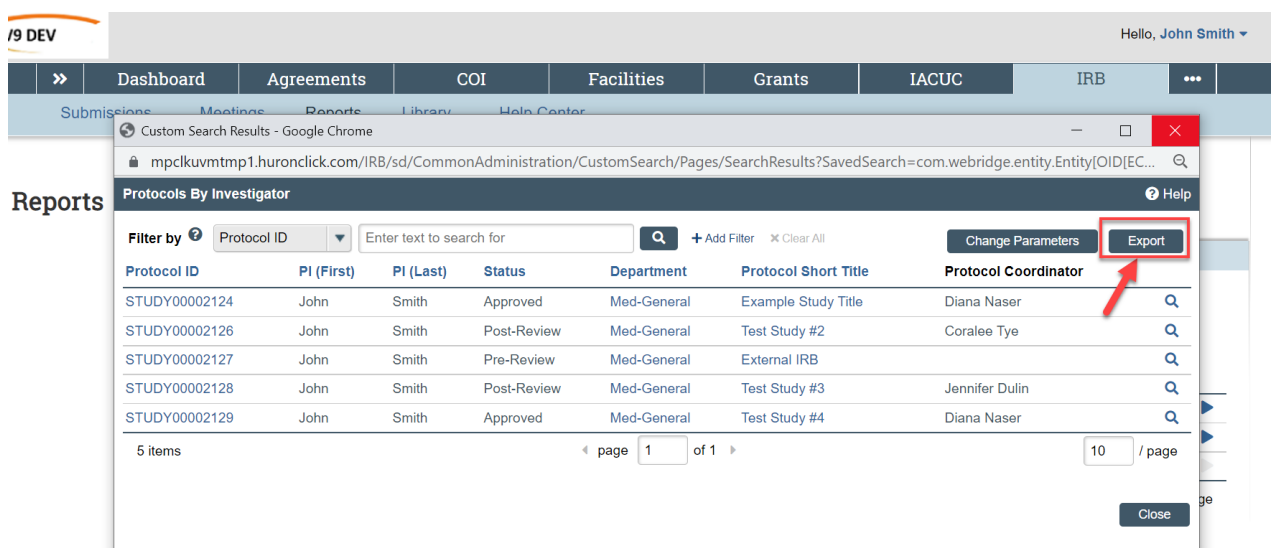 /9 DEV
Hello, John Smith
Dashboard Agreements COI Facilities Grants IACUC IRB •••
Submissions Meetings Reports Library Help Center
Custom Search Results - Google Chrome
mpclkuvmtmp1.huronclick.com/IRB/sd/CommonAdministration/CustomSearch/Pages/SearchResults?SavedSearch=com.webridge.entity.Entity[OID[EC...
Reports
Protocols By Investigator Help
Filter by Protocol ID Enter text to search for + Add Filter Clear All Change Parameters Export
Protocol ID PI (First) PI (Last) Status Department Protocol Short Title Protocol Coordinator
STUDY00002124 John Smith Approved Med-General Example Study Title Diana Naser
STUDY00002126 John Smith Post-Review Med-General Test Study #2 Coralee Tye
STUDY00002127 John Smith Pre-Review Med-General External IRB
STUDY00002128 John Smith Post-Review Med-General Test Study #3 Jennifer Dulin
STUDY00002129 John Smith Approved Med-General Test Study #4 Diana Naser
5 items page 1 of 1 10 / page
Close